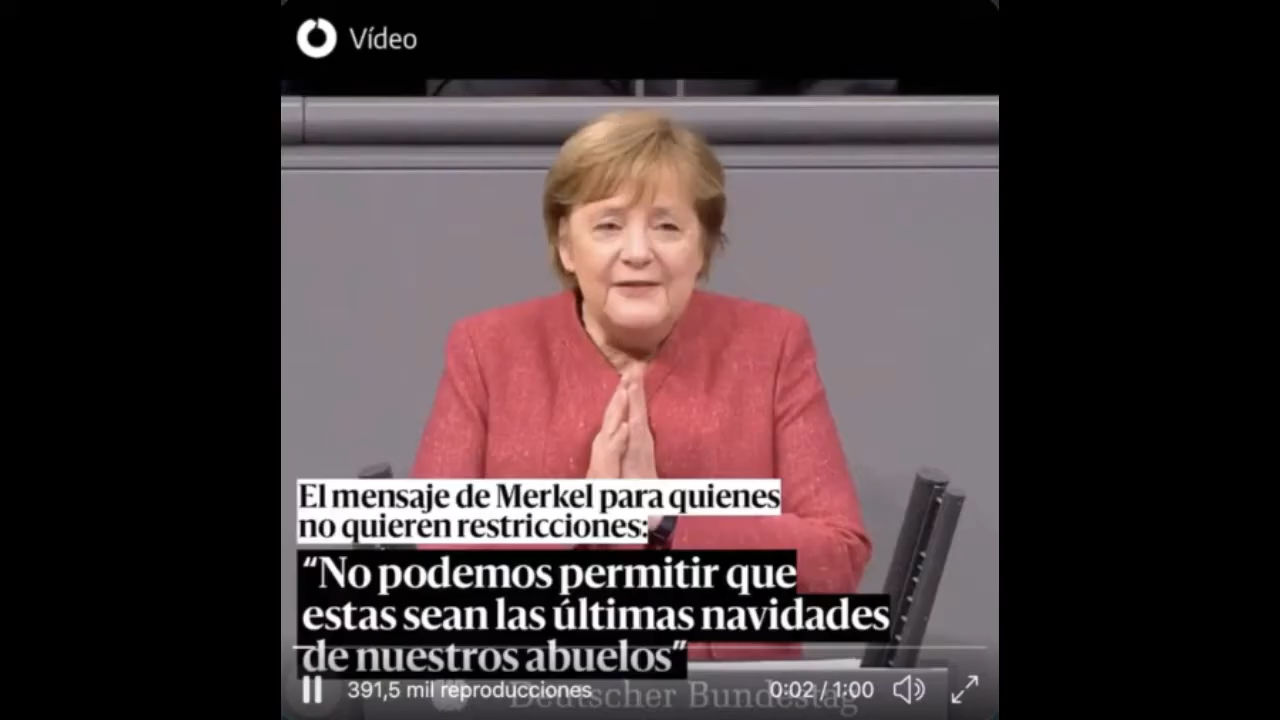 Vídeo
El mensaje de Merkel para quienes
no quieren restricciones:
“No podemos permitir que
estas sean las últimas navidades
de nuestros abuelos”
391,5 mil reproducciones
0:02 / 1:00
Deutscher Bundestag